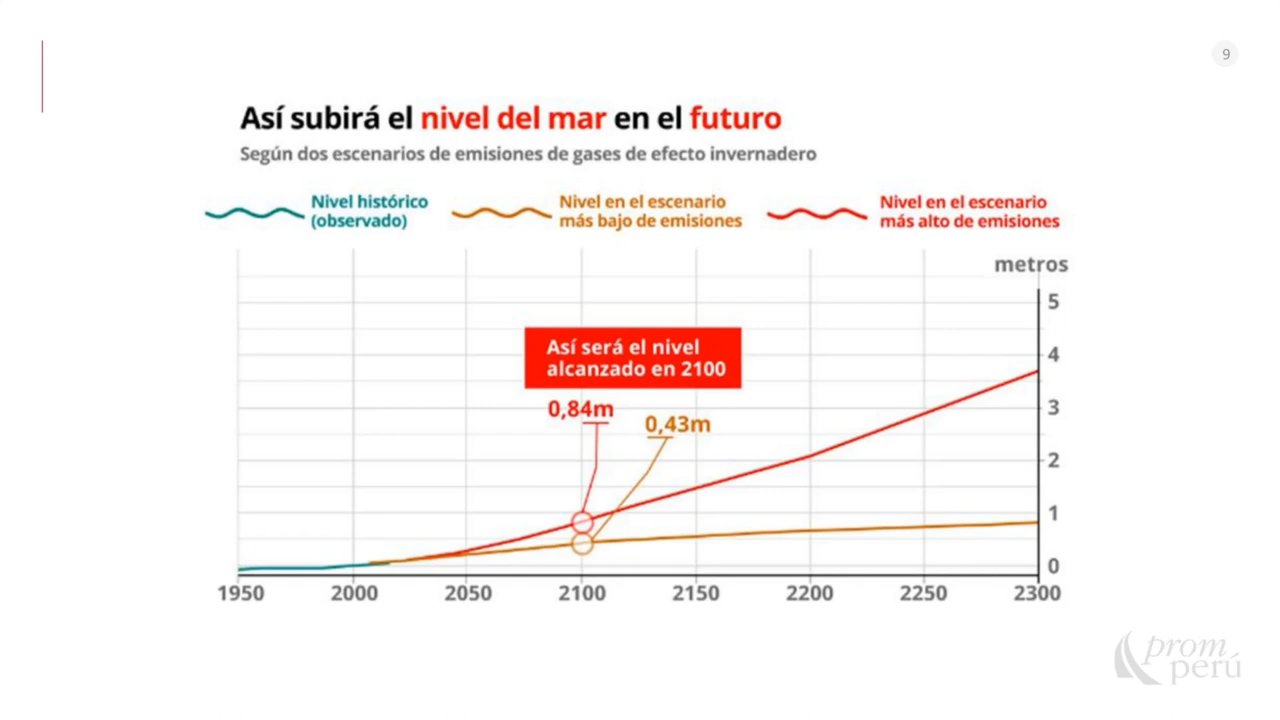 9
Así subirá el nivel del mar en el futuro
Según dos escenarios de emisiones de gases de efecto invernadero
Nivel histórico
(observado)
Nivel en el escenario
más bajo de emisiones
Nivel en el escenario
más alto de emisiones
metros
5
4
3
2
1
0
Así será el nivel
alcanzado en 2100
0,84m
0,43m
1950 2000 2050 2100 2150 2200 2250 2300
prom
perú